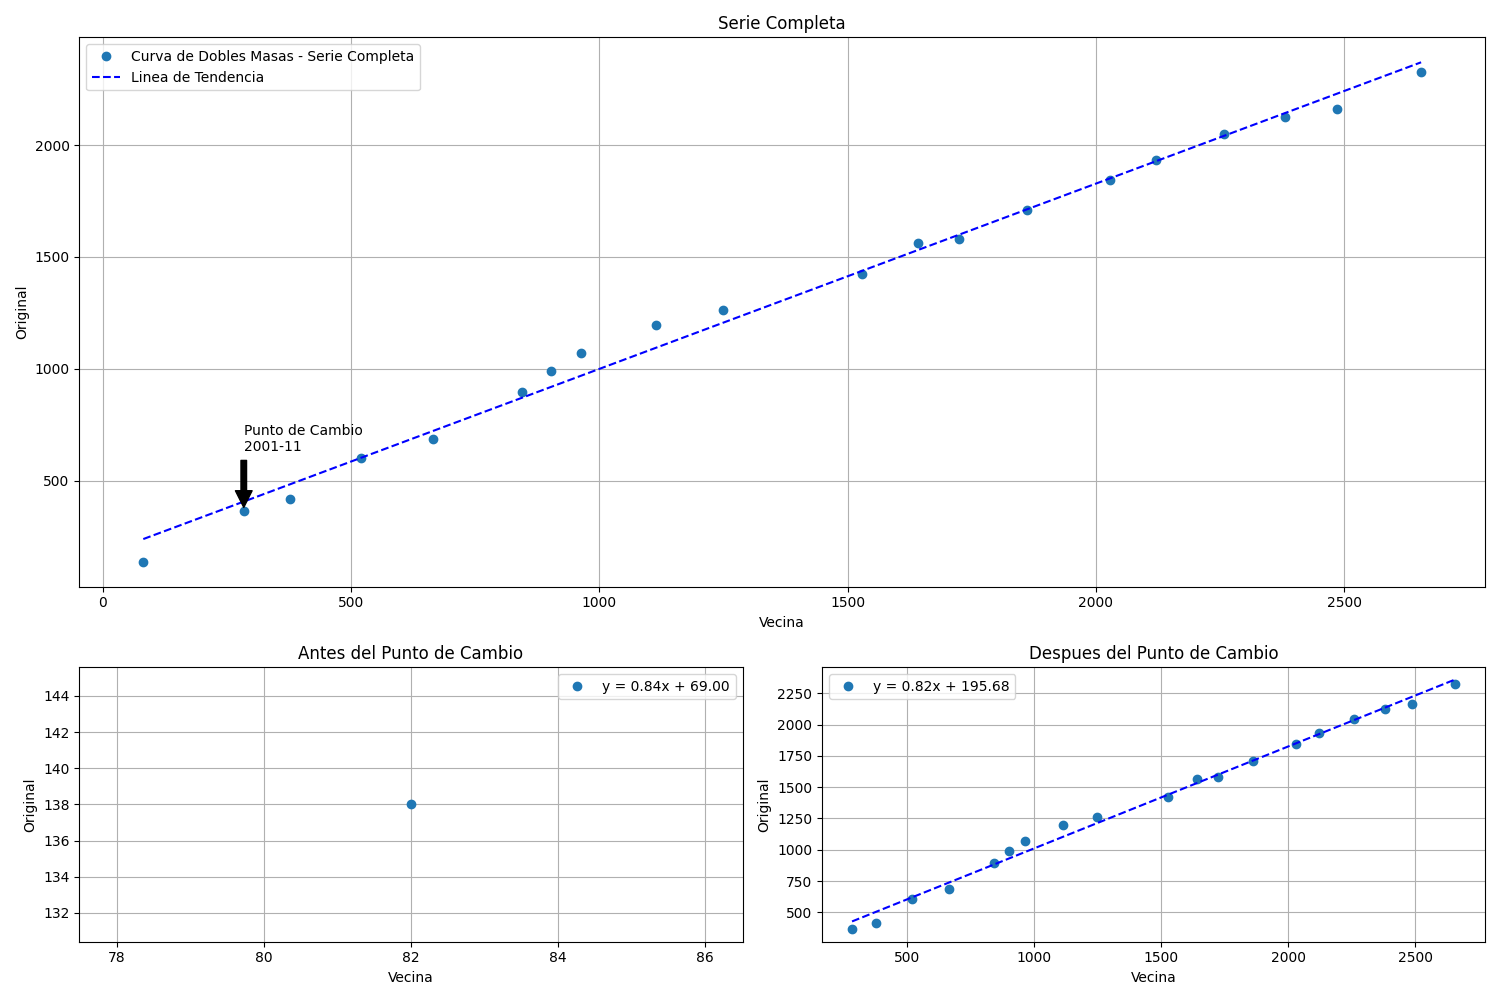 Serie Completa
Curva de Dobles Masas - Serie Completa
Linea de Tendencia
Original
2000
1500
1000
500
Punto de Cambio
2001-11
0
500
1000
1500
2000
2500
Vecina
Antes del Punto de Cambio
y = 0.84x + 69.00
Original
144
142
140
138
136
134
132
78
80
82
84
86
Vecina
Despues del Punto de Cambio
y = 0.82x + 195.68
Original
2250
2000
1750
1500
1250
1000
750
500
500
1000
1500
2000
2500
Vecina